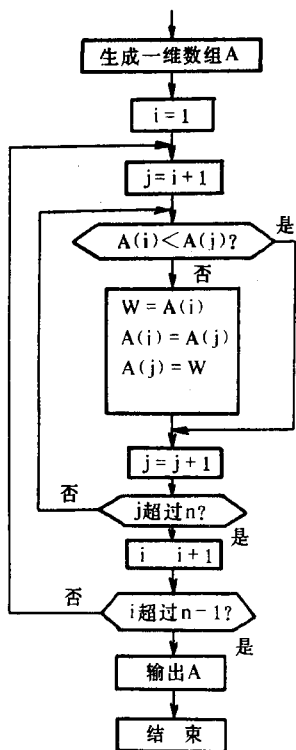 生成一维数组A
i=1
j=i+1
A(i)<A(j)?
是
否
W=A(i)
A(i)=A(j)
A(j)=W
j=j+1
否
j超过n?
是
i i+1
否
i超过n-1?
是
输出A
结 束